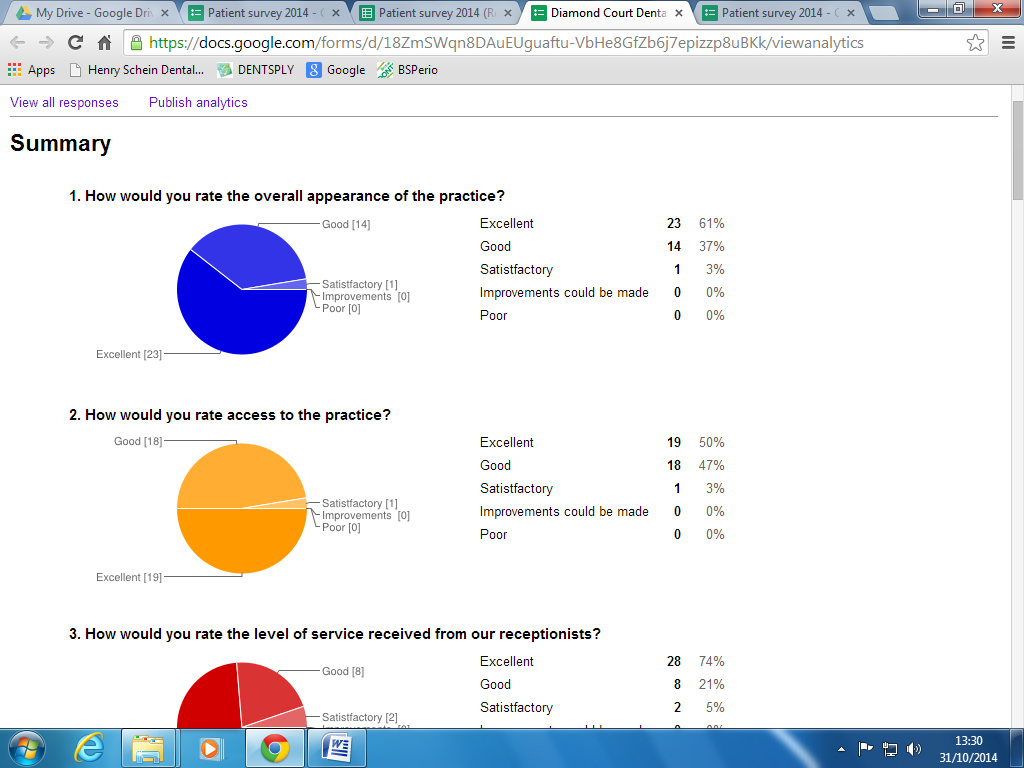 My Drive - Google Dri
Patient survey 2014 -
Patient survey 2014 (R
Diamond Court Denta
Patient survey 2014 -
https://docs.google.com/forms/d/18ZmSWqn8DAuEUguaftu-VbHe8GfZb6j7epizzp8uBKk/viewanalytics
Apps Henry Schein Dental... DENTSPLY Google BSPerio
View all responses Publish analytics
Summary
1. How would you rate the overall appearance of the practice?
Good [14]
Satistfactory [1]
Improvements [0]
Poor [0]
Excellent [23]
Excellent 23 61%
Good 14 37%
Satistfactory 1 3%
Improvements could be made 0 0%
Poor 0 0%
2. How would you rate access to the practice?
Good [18]
Satistfactory [1]
Improvements [0]
Poor [0]
Excellent [19]
Excellent 19 50%
Good 18 47%
Satistfactory 1 3%
Improvements could be made 0 0%
Poor 0 0%
3. How would you rate the level of service received from our receptionists?
Good [8]
Satistfactory [2]
Excellent 28 74%
Good 8 21%
Satistfactory 2 5%
13:30
31/10/2014